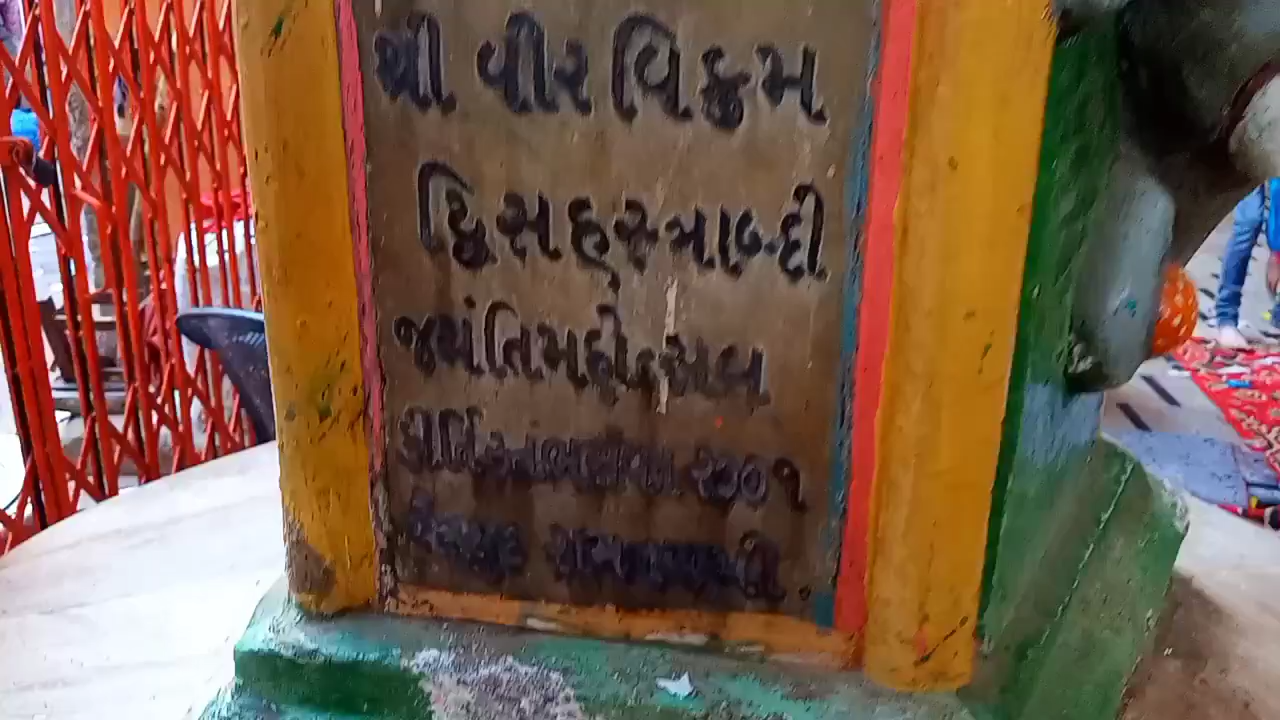 શ્રી વીર વિક્રમ
દ્વિસહસ્ત્રાબ્દી
જયંતિમહોત્સવ
કીર્તિસ્તંભ ૨૦૦૧